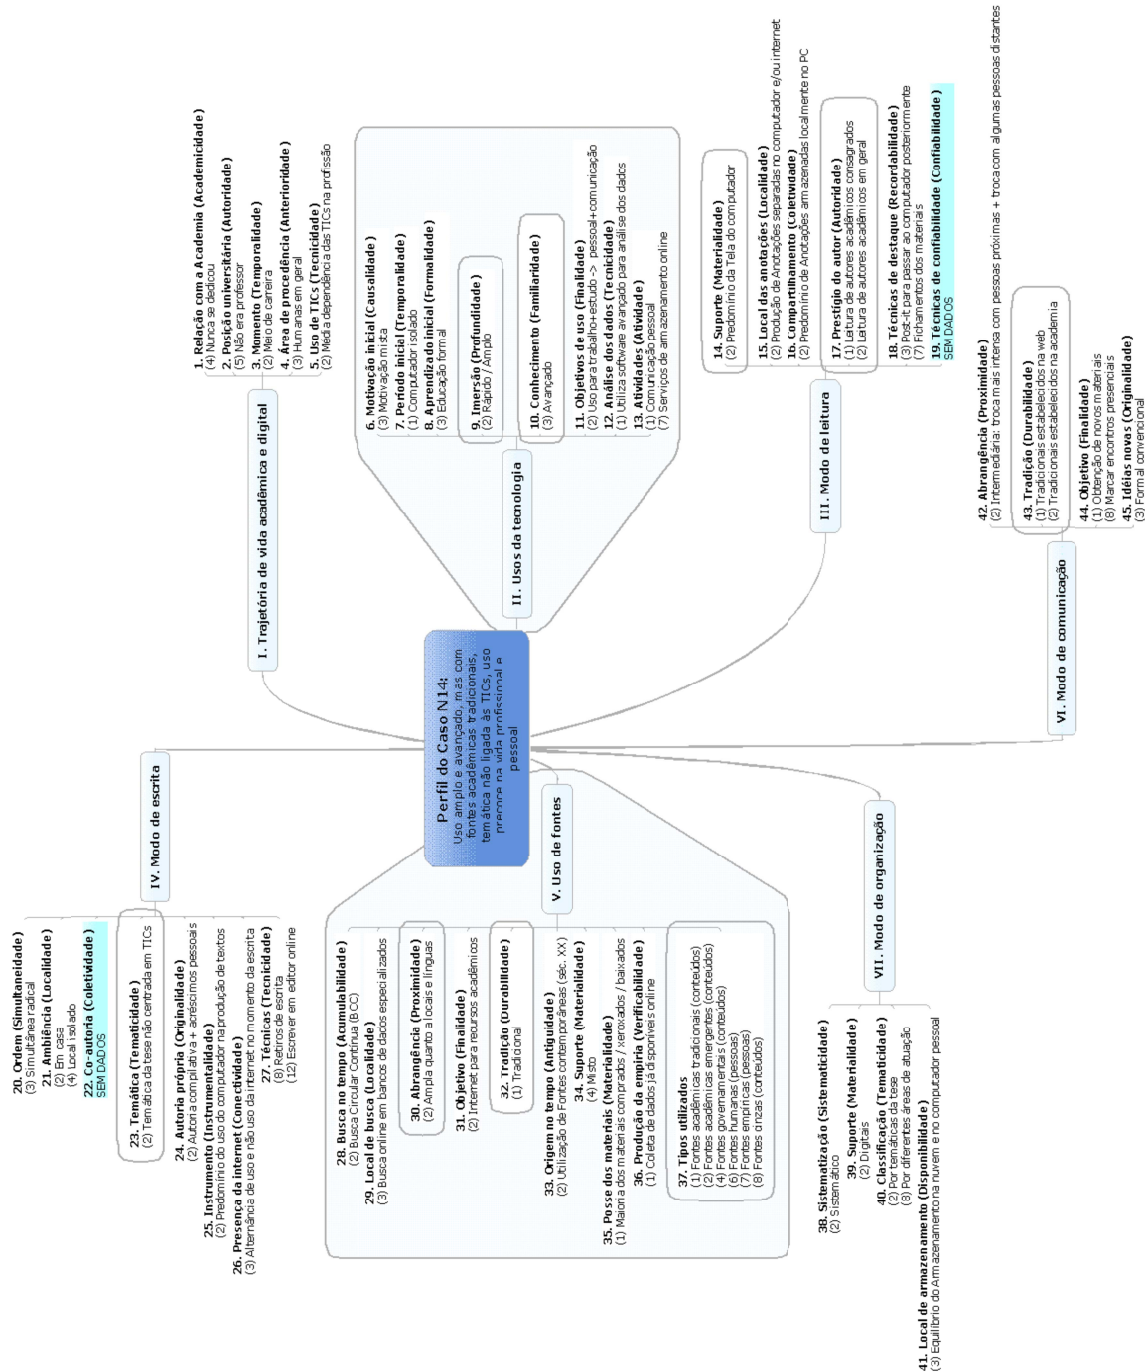 Perfil do Caso N14:
Uso amplo e avançado, mas com
fontes acadêmicas tradicionais,
temática não ligada às TICs, uso
precoce na vida profissional e
pessoal
I. Trajetória de vida acadêmica e digital
1. Relação com a Academia (Academicidade)
(4) Nunca se dedicou
2. Posição universitária (Autoridade)
(5) Não era professor
3. Momento (Temporalidade)
(2) Meio de carreira
4. Área de procedência (Anterioridade)
(3) Humanas em geral
5. Uso de TICs (Tecnicidade)
(2) Média dependência das TICs na profissão
II. Usos da tecnologia
6. Motivação inicial (Causalidade)
(3) Motivação mista
7. Período inicial (Temporalidade)
(1) Computador isolado
8. Aprendizado inicial (Formalidade)
(3) Educação formal
9. Imersão (Profundidade)
(2) Rápido / Amplo
10. Conhecimento (Familiaridade)
(3) Avançado
11. Objetivos de uso (Finalidade)
(2) Uso para trabalho+estudo -> pessoal+comunicação
12. Análise dos dados (Tecnicidade)
(1) Utiliza software avançado para análise dos dados
13. Atividades (Atividade)
(1) Comunicação pessoal
(7) Serviços de armazenamento online
III. Modo de leitura
14. Suporte (Materialidade)
(2) Predomínio da Tela do computador
15. Local das anotações (Localidade)
(2) Produção de Anotações separadas no computador e/ou internet
16. Compartilhamento (Coletividade)
(2) Predomínio de Anotações armazenadas localmente no PC
17. Prestígio do autor (Autoridade)
(1) Leitura de autores acadêmicos consagrados
(2) Leitura de autores acadêmicos em geral
18. Técnicas de destaque (Recordabilidade)
(3) Post-it para passar ao computador posteriormente
(7) Fichamentos dos materiais
19. Técnicas de confiabilidade (Confiabilidade)
SEM DADOS
IV. Modo de escrita
20. Ordem (Simultaneidade)
(3) Simultânea radical
21. Ambiência (Localidade)
(2) Em casa
(4) Local isolado
22. Co-autoria (Coletividade)
SEM DADOS
23. Temática (Tematicidade)
(2) Temática da tese não centrada em TICs
24. Autoria própria (Originalidade)
(2) Autoria compilativa + acréscimos pessoais
25. Instrumento (Instrumentalidade)
(2) Predomínio do uso do computador na produção de textos
26. Presença da internet (Conectividade)
(3) Alternância de uso e não uso da internet no momento da escrita
27. Técnicas (Tecnicidade)
(8) Retiros de escrita
(12) Escrever em editor online
V. Uso de fontes
28. Busca no tempo (Acumulabilidade)
(2) Busca Circular Contínua (BCC)
29. Local de busca (Localidade)
(3) Busca online em bancos de dados especializados
30. Abrangência (Proximidade)
(2) Ampla quanto a locais e línguas
31. Objetivo (Finalidade)
(2) Internet para recursos acadêmicos
32. Tradição (Durabilidade)
(1) Tradicional
33. Origem no tempo (Antiguidade)
(2) Utilização de Fontes contemporâneas (séc. XX)
34. Suporte (Materialidade)
(4) Misto
35. Posse dos materiais (Materialidade)
(1) Maioria dos materiais comprados / xeroxados / baixados
36. Produção da empiria (Verificabilidade)
(1) Coleta de dados já disponíveis online
37. Tipos utilizados
(1) Fontes acadêmicas tradicionais (conteúdos)
(2) Fontes acadêmicas emergentes (conteúdos)
(4) Fontes governamentais (conteúdos)
(6) Fontes humanas (pessoas)
(7) Fontes empíricas (pessoas)
(8) Fontes cinzas (conteúdos)
VI. Modo de comunicação
42. Abrangência (Proximidade)
(2) Intermediária: troca mais intensa com pessoas próximas + troca com algumas pessoas distantes
43. Tradição (Durabilidade)
(1) Tradicionais estabelecidos na web
(2) Tradicionais estabelecidos na academia
44. Objetivo (Finalidade)
(1) Obtenção de novos materiais
(8) Marcar encontros presenciais
45. Idéias novas (Originalidade)
(3) Formal convencional
VII. Modo de organização
38. Sistematização (Sistematicidade)
(2) Sistemático
39. Suporte (Materialidade)
(2) Digitais
40. Classificação (Tematicidade)
(2) Por temáticas da tese
(3) Por diferentes áreas de atuação
41. Local de armazenamento (Disponibilidade)
(3) Equilíbrio do Armazenamento na nuvem e no computador pessoal